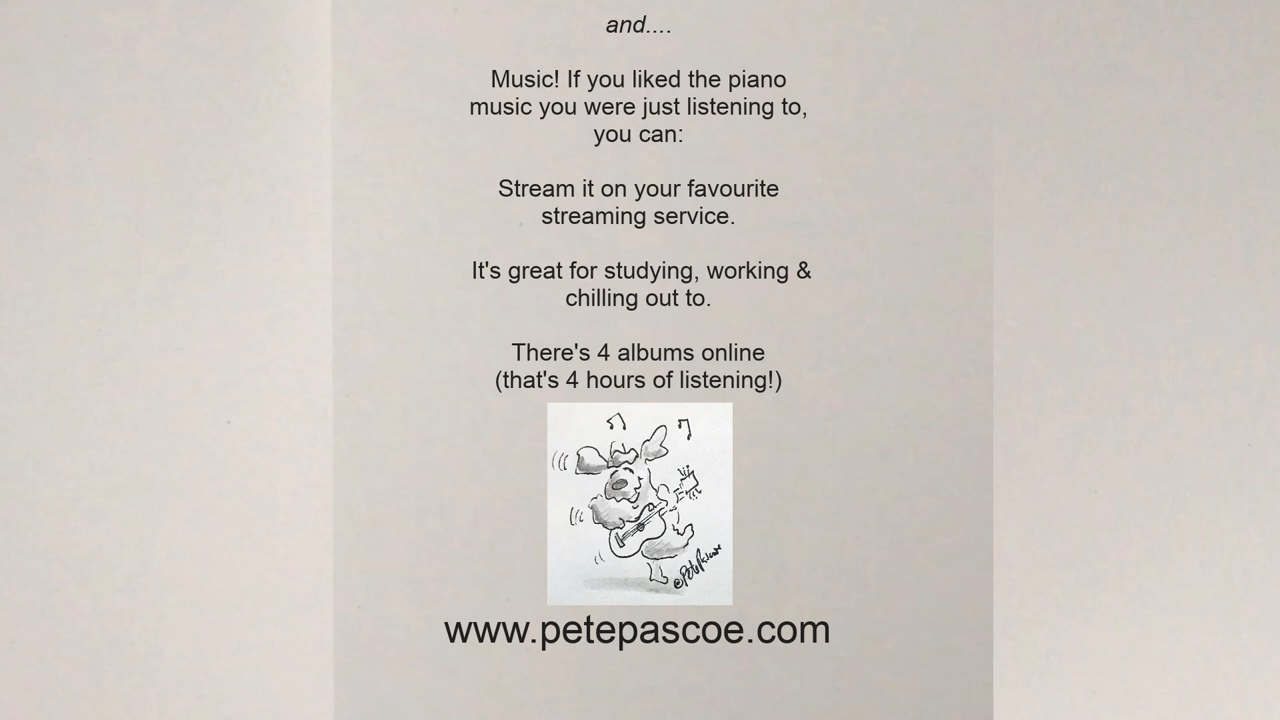 and....
Music! If you liked the piano
music you were just listening to,
you can:
Stream it on your favourite
streaming service.
It's great for studying, working &
chilling out to.
There's 4 albums online
(that's 4 hours of listening!)
@PetePascoe
www.petepascoe.com